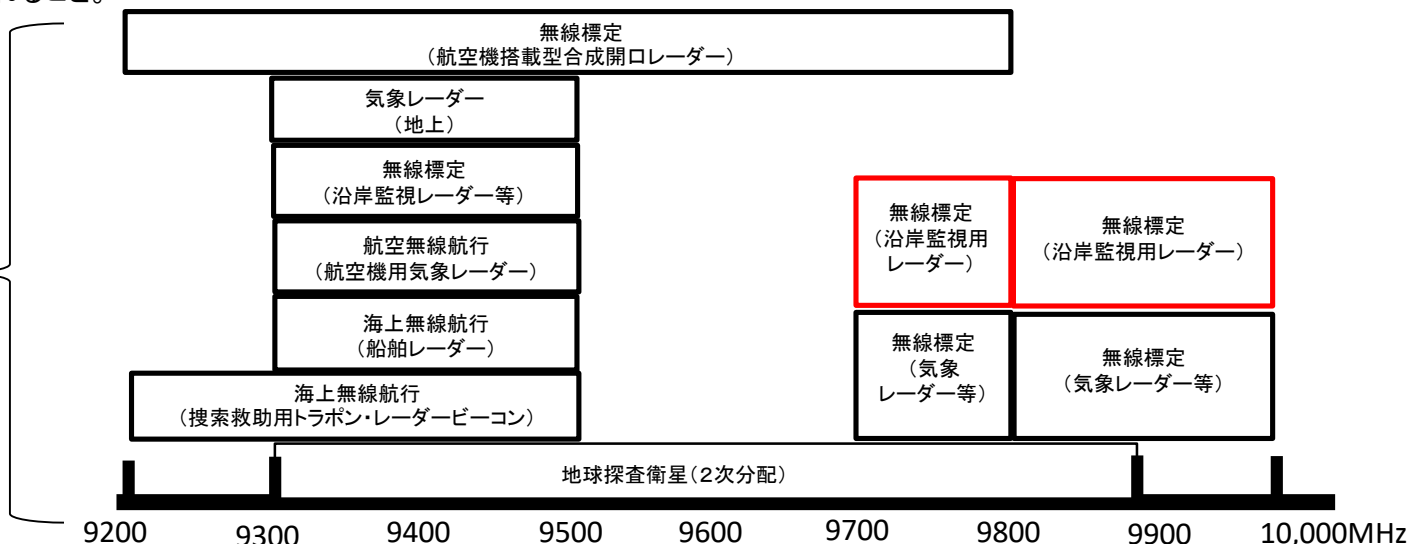 無線標定
（航空機搭載型合成開口レーダー）
気象レーダー
（地上）
無線標定
（沿岸監視レーダー等）
航空無線航行
（航空機用気象レーダー）
海上無線航行
（船舶レーダー）
海上無線航行
（捜索救助用トラポン・レーダービーコン）
無線標定
（沿岸監視用
レーダー）
無線標定
（沿岸監視用レーダー）
無線標定
（気象
レーダー等）
無線標定
（気象レーダー等）
地球探査衛星（２次分配）
9200 9300 9400 9500 9600 9700 9800 9900 10,000MHz